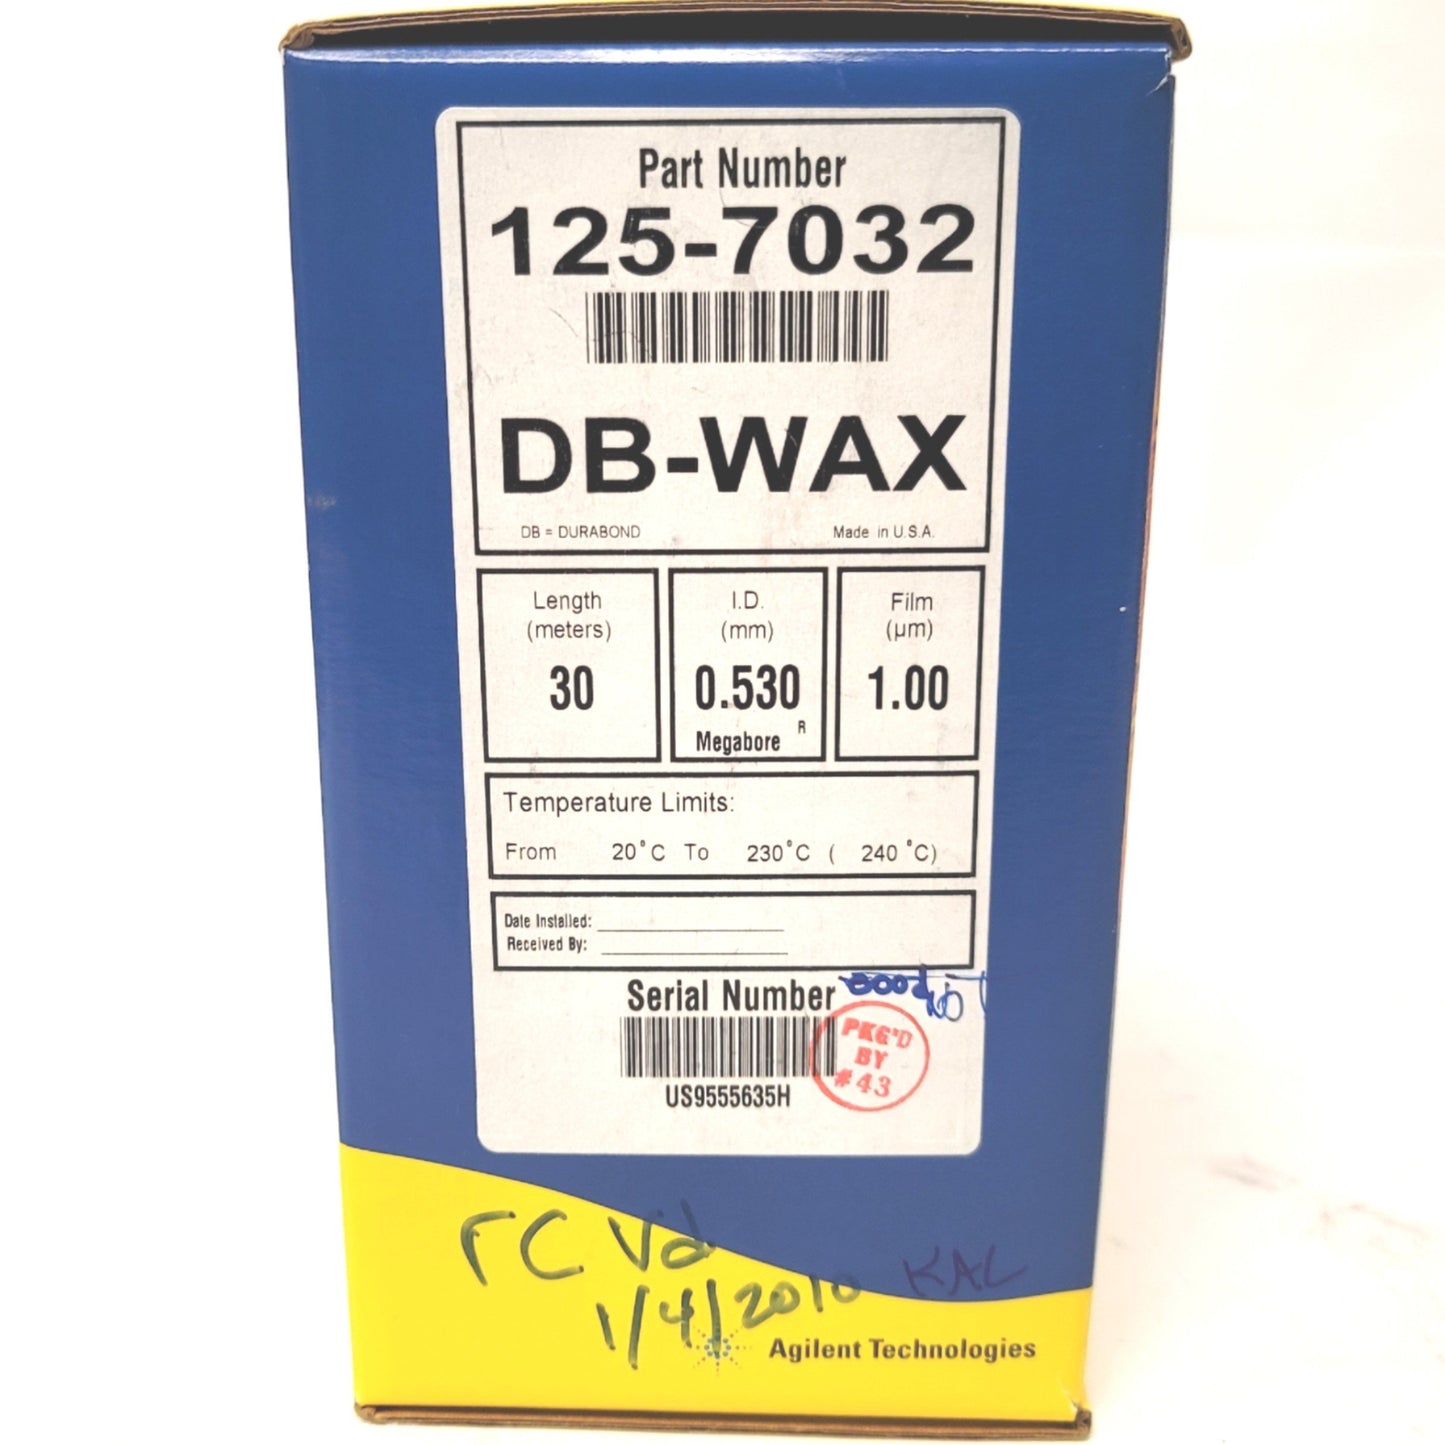 Part Number
125-7032
DB-WAX
DB = DURABOND Made in U.S.A.
Length
(meters)
30
I.D.
(mm)
0.530
Megabore R
Film
(µm)
1.00
Temperature Limits:
From 20°C To 230°C ( 240 °C)
Date Installed:
Received By:
Serial Number
US9555635H
PKG'D
BY
#43
rC Vd
1/4/2010 KAL
Agilent Technologies